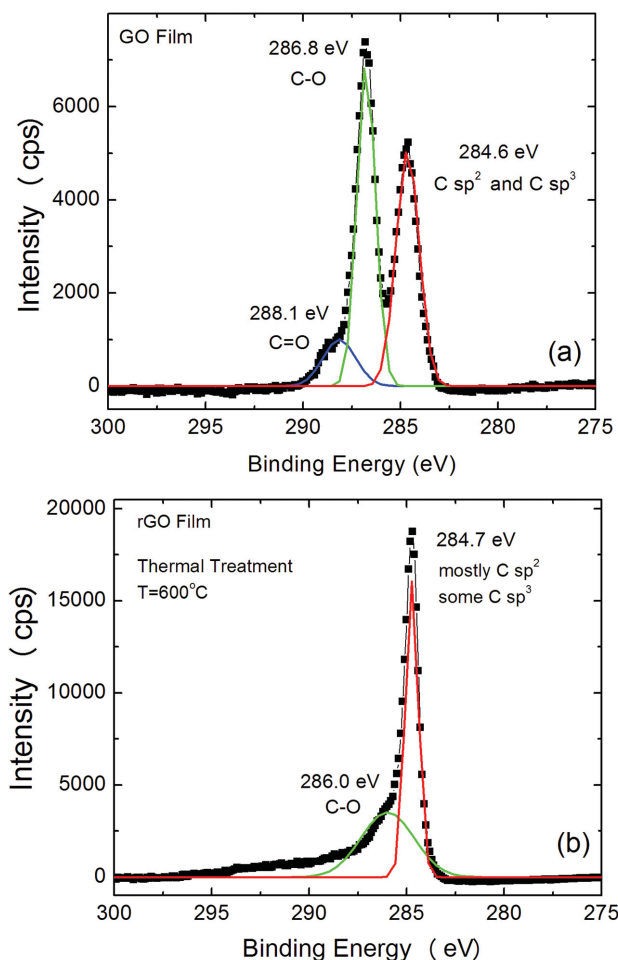 GO Film
286.8 eV
C-O
284.6 eV
C sp² and C sp³
288.1 eV
C=O
(a)
6000
4000
2000
0
Intensity ( cps)
300 295 290 285 280 275
Binding Energy (eV)
rGO Film
Thermal Treatment
T=600°C
284.7 eV
mostly C sp²
some C sp³
286.0 eV
C-O
(b)
20000
15000
10000
5000
0
Intensity ( cps)
300 295 290 285 280 275
Binding Energy ( eV)